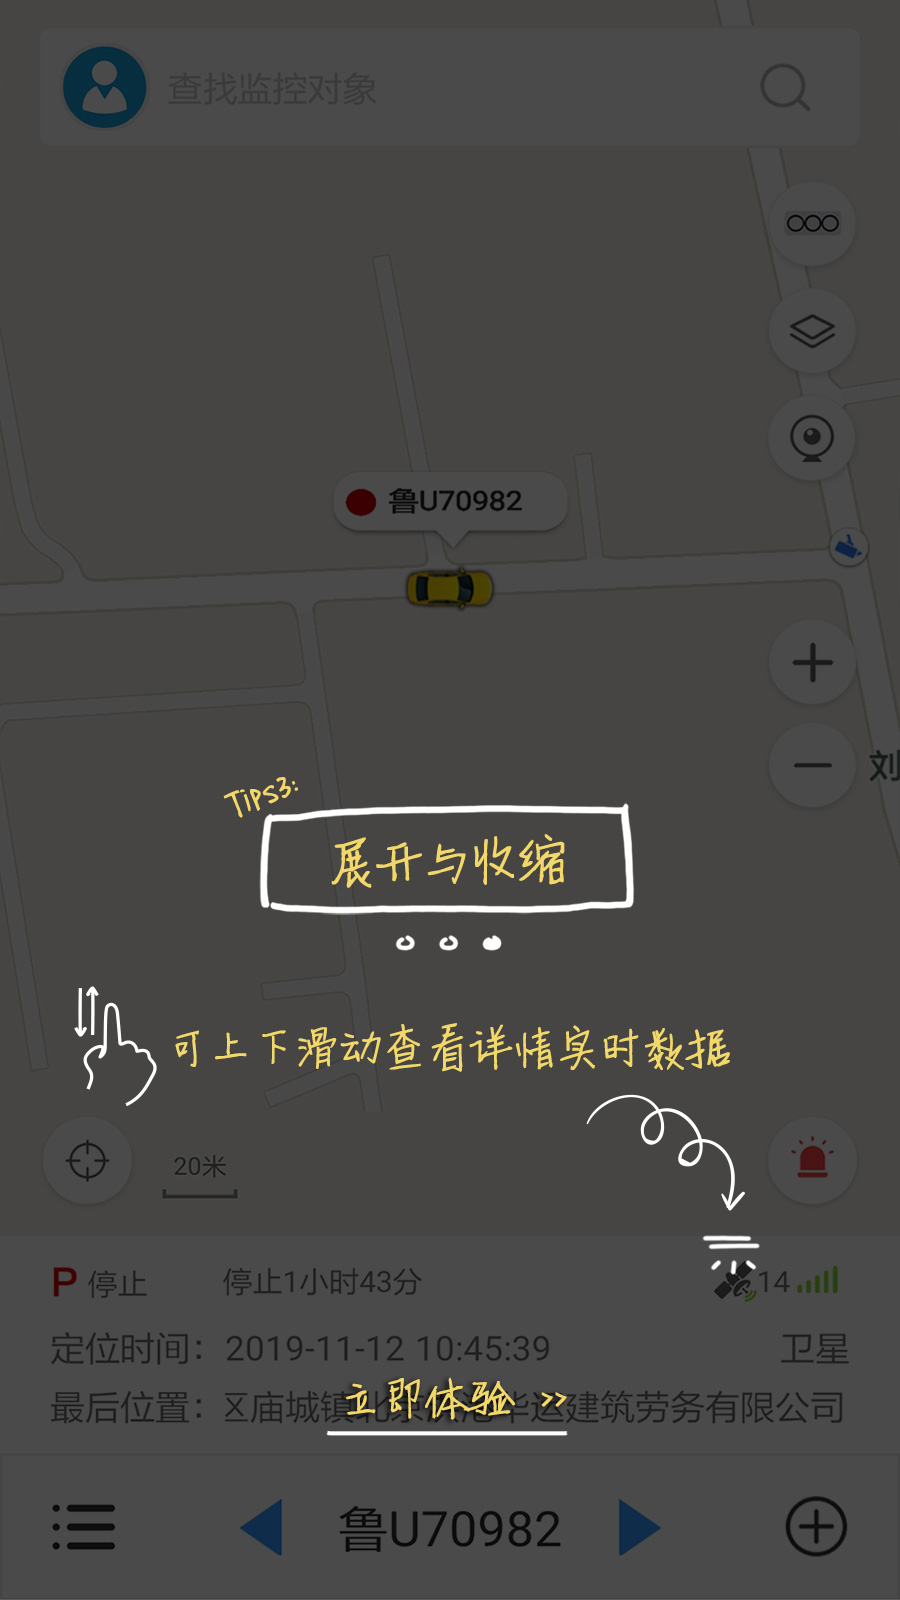 查找监控对象
鲁U70982
刘
Tips3:
展开与收缩
可上下滑动查看详情实时数据
20米
P 停止 停止1小时43分 14
定位时间： 2019-11-12 10:45:39 卫星
最后位置： 区庙城镇 华运建筑劳务有限公司
立即体验 >>
鲁U70982